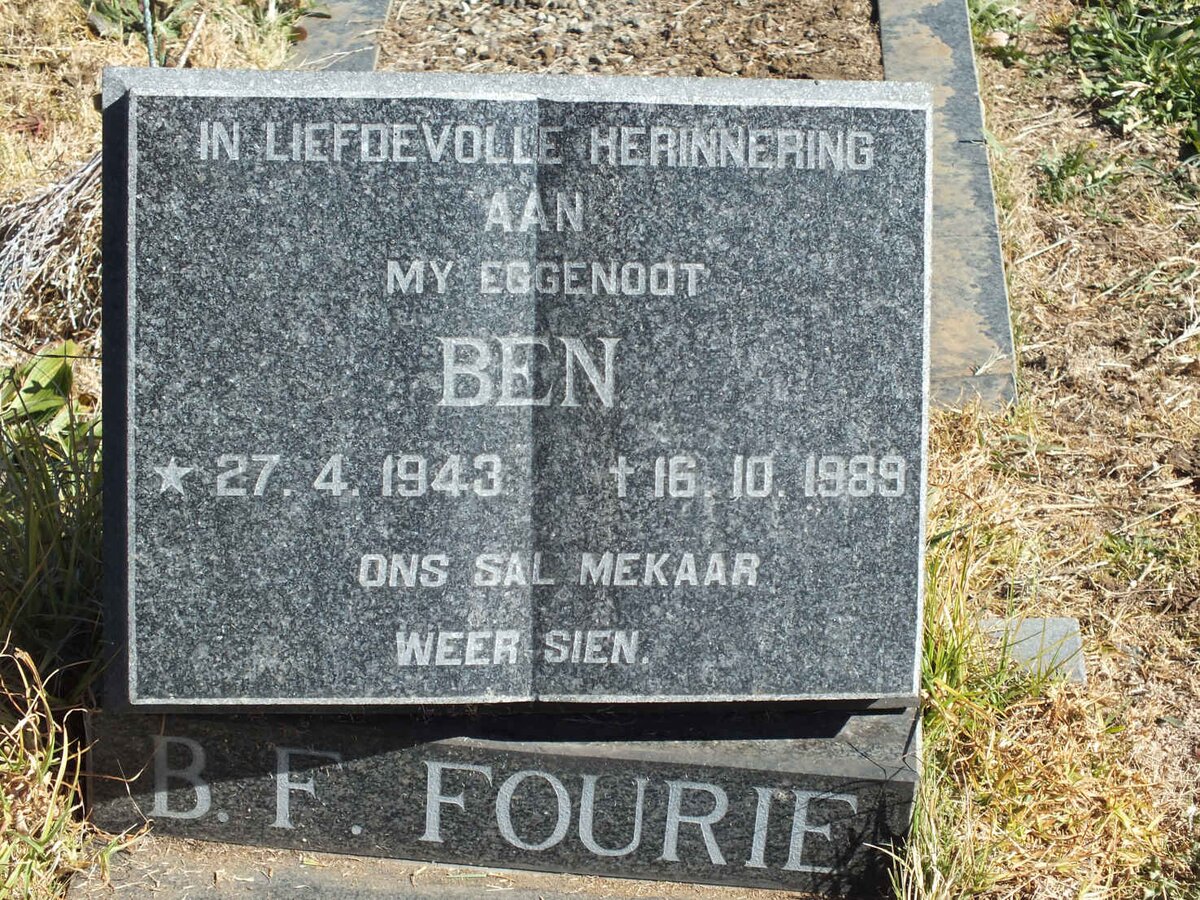 IN LIEFDEVOLLE HERINNERING
AAN
MY EGGENOOT
BEN
★ 27. 4. 1943 † 16. 10. 1989
ONS SAL MEKAAR
WEER SIEN.
B. F. FOURIE